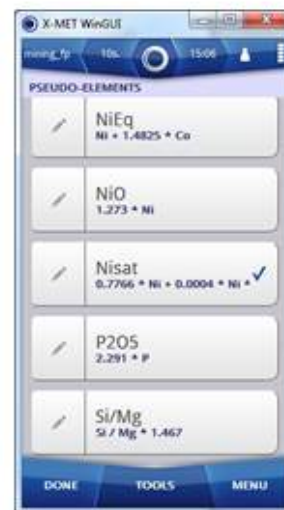 X-MET WinGUI
mining_fp 10s. 15:06
PSEUDO-ELEMENTS
NiEq
Ni + 1.4825 * Co
NiO
1.273 * Ni
Nisat
0.7766 * Ni + 0.0004 * Ni *
P2O5
2.291 * P
Si/Mg
Si / Mg * 1.467
DONE TOOLS MENU